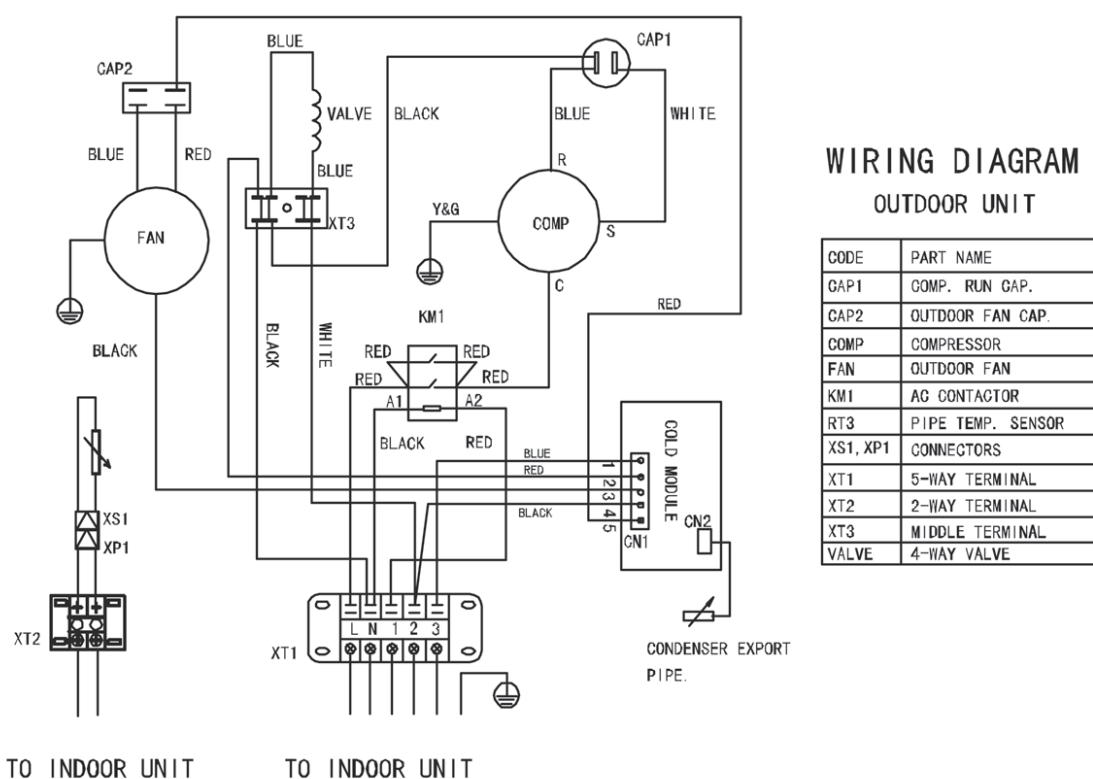 BLUE
CAP1
CAP2
VALVE
BLACK
BLUE
WHITE
BLUE
RED
BLUE
R
XT3
Y&G
COMP
S
FAN
C
RED
KM1
BLACK
WHITE
BLACK
RED
RED
RED
RED
A1
A2
BLACK
RED
BLUE
RED
BLACK
1
2
3
4
5
COLD MODULE
CN1
CN2
XS1
XP1
XT2
L N 1 2 3
XT1
CONDENSER EXPORT
PIPE.
TO INDOOR UNIT
TO INDOOR UNIT
WIRING DIAGRAM
OUTDOOR UNIT
CODE PART NAME
CAP1 COMP. RUN CAP.
CAP2 OUTDOOR FAN CAP.
COMP COMPRESSOR
FAN OUTDOOR FAN
KM1 AC CONTACTOR
RT3 PIPE TEMP. SENSOR
XS1,XP1 CONNECTORS
XT1 5-WAY TERMINAL
XT2 2-WAY TERMINAL
XT3 MIDDLE TERMINAL
VALVE 4-WAY VALVE